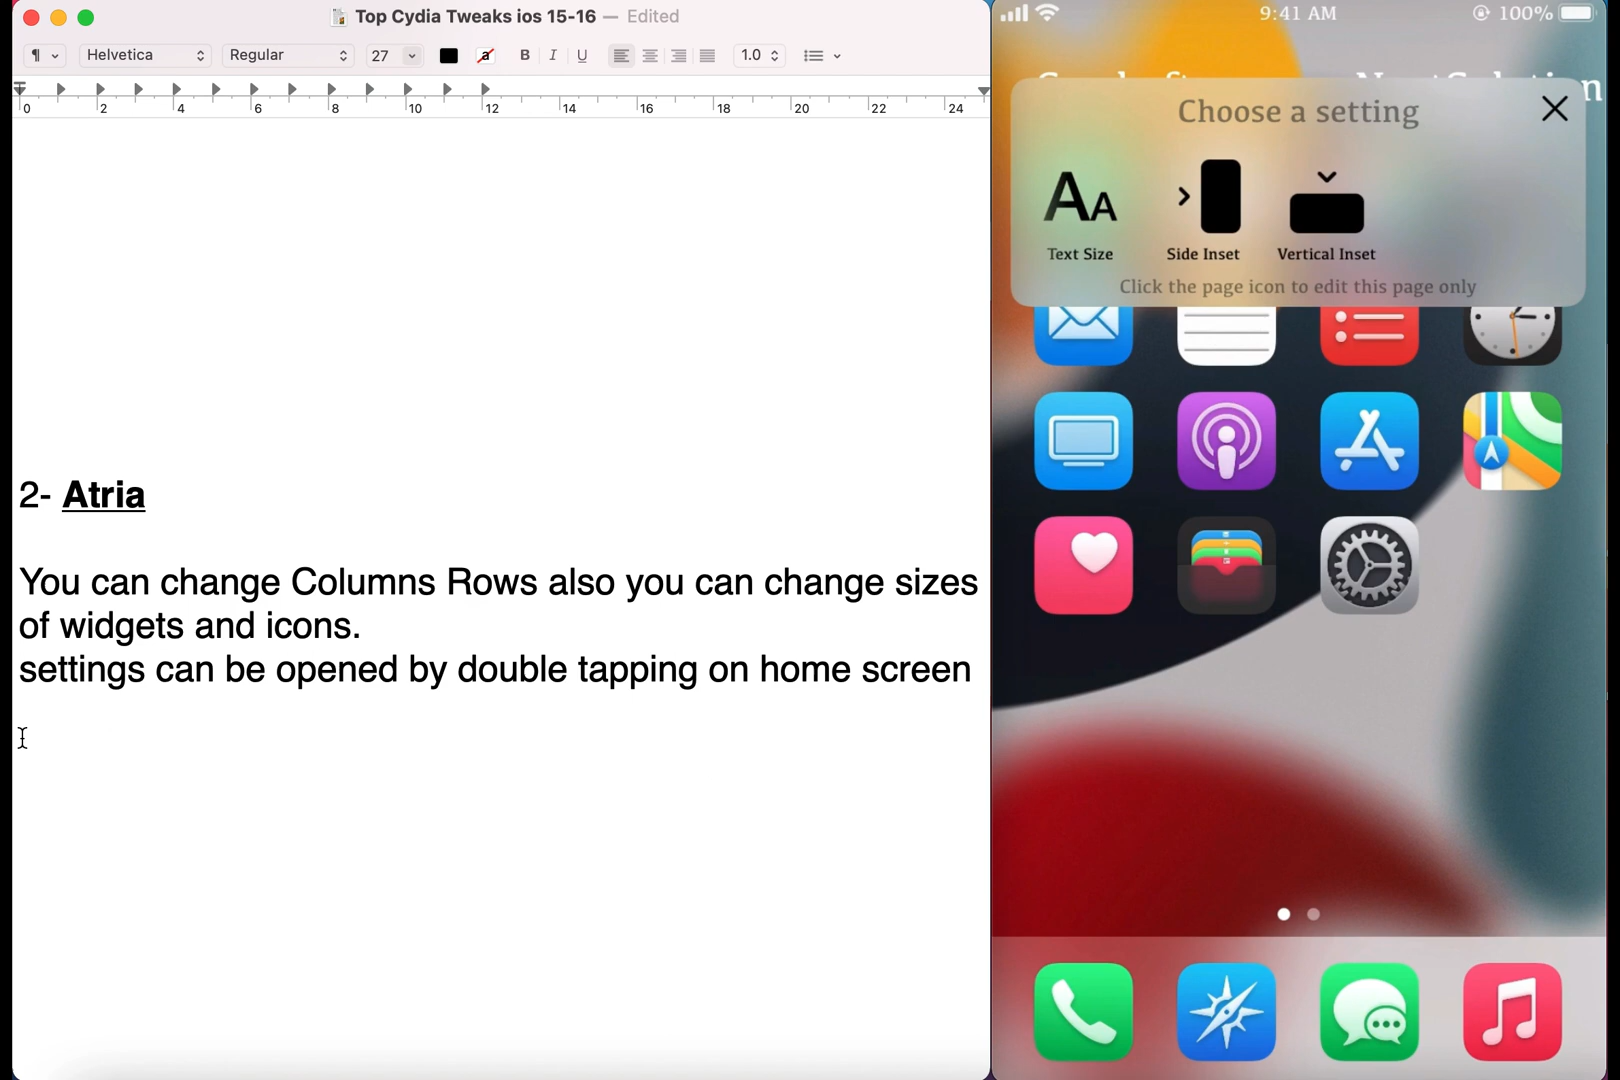 Top Cydia Tweaks ios 15-16 — Edited
¶ Helvetica Regular 27 a B I U 1.0
0 2 4 6 8 10 12 14 16 18 20 22 24
2- Atria
You can change Columns Rows also you can change sizes
of widgets and icons.
settings can be opened by double tapping on home screen
9:41 AM 100%
Choose a setting
AA
Text Size Side Inset Vertical Inset
Click the page icon to edit this page only